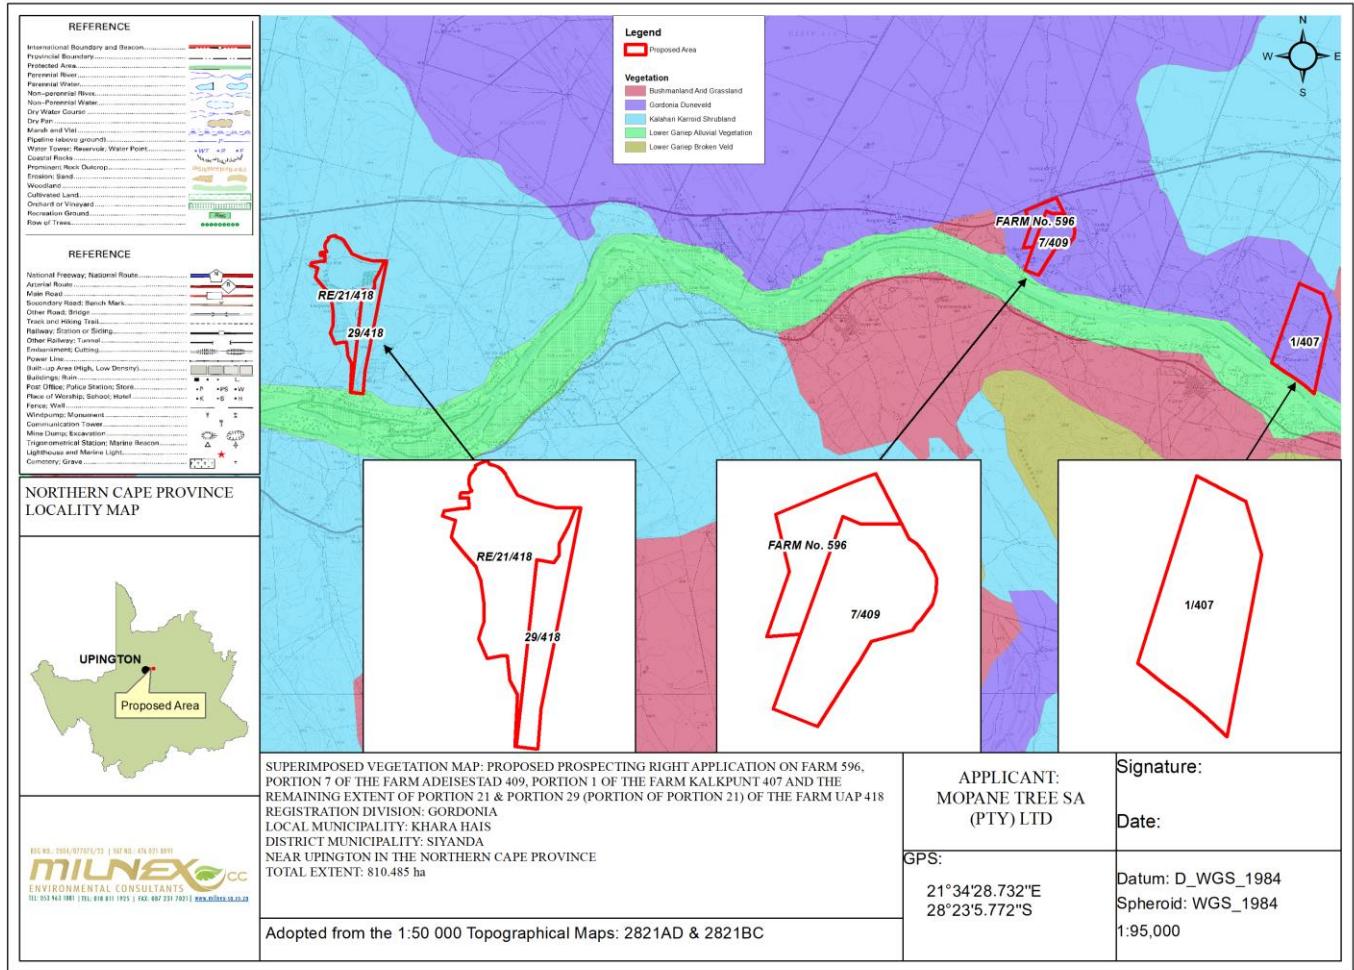 REFERENCE
International Boundary and Beacon
Provincial Boundary
Protected Area
Perennial River
Perennial Water
Non-perennial River
Non-Perennial Water
Dry Water Course
Dry Pan
Marsh and Vlei
Pipeline (above ground)
Water Tower; Reservoir; Water Point
Coastal Rocks
Prominent Rock Outcrop
Erosion; Sand
Woodland
Cultivated Land
Orchard or Vineyard
Recreation Ground
Row of Trees
REFERENCE
National Freeway; National Route
Arterial Route
Main Road
Secondary Road; Bench Mark
Other Road; Bridge
Track and Hiking Trail
Railway; Station or Siding
Other Railway; Tunnel
Embankment; Cutting
Power Line
Built-up Area (High, Low Density)
Buildings; Ruin
Post Office; Police Station; Store
Place of Worship; School; Hotel
Fence; Wall
Windpump; Monument
Communication Tower
Mine Dump; Excavation
Trigonometrical Station; Marine Beacon
Lighthouse and Marine Light
Cemetery; Grave
Legend
Proposed Area
Vegetation
Bushmanland Arid Grassland
Gordonia Duneveld
Kalahari Karroid Shrubland
Lower Gariep Alluvial Vegetation
Lower Gariep Broken Veld
N
W E
S
RE/21/418
29/418
FARM No. 596
7/409
1/407
RE/21/418
29/418
FARM No. 596
7/409
1/407
NORTHERN CAPE PROVINCE
LOCALITY MAP
UPINGTON
Proposed Area
MILNEX CC
ENVIRONMENTAL CONSULTANTS
SUPERIMPOSED VEGETATION MAP: PROPOSED PROSPECTING RIGHT APPLICATION ON FARM 596,
PORTION 7 OF THE FARM ADEISESTAD 409, PORTION 1 OF THE FARM KALKPUNT 407 AND THE
REMAINING EXTENT OF PORTION 21 & PORTION 29 (PORTION OF PORTION 21) OF THE FARM UAP 418
REGISTRATION DIVISION: GORDONIA
LOCAL MUNICIPALITY: KHARA HAIS
DISTRICT MUNICIPALITY: SIYANDA
NEAR UPINGTON IN THE NORTHERN CAPE PROVINCE
TOTAL EXTENT: 810.485 ha
Adopted from the 1:50 000 Topographical Maps: 2821AD & 2821BC
APPLICANT:
MOPANE TREE SA
(PTY) LTD
GPS:
21°34'28.732"E
28°23'5.772"S
Signature:
Date:
Datum: D_WGS_1984
Spheroid: WGS_1984
1:95,000